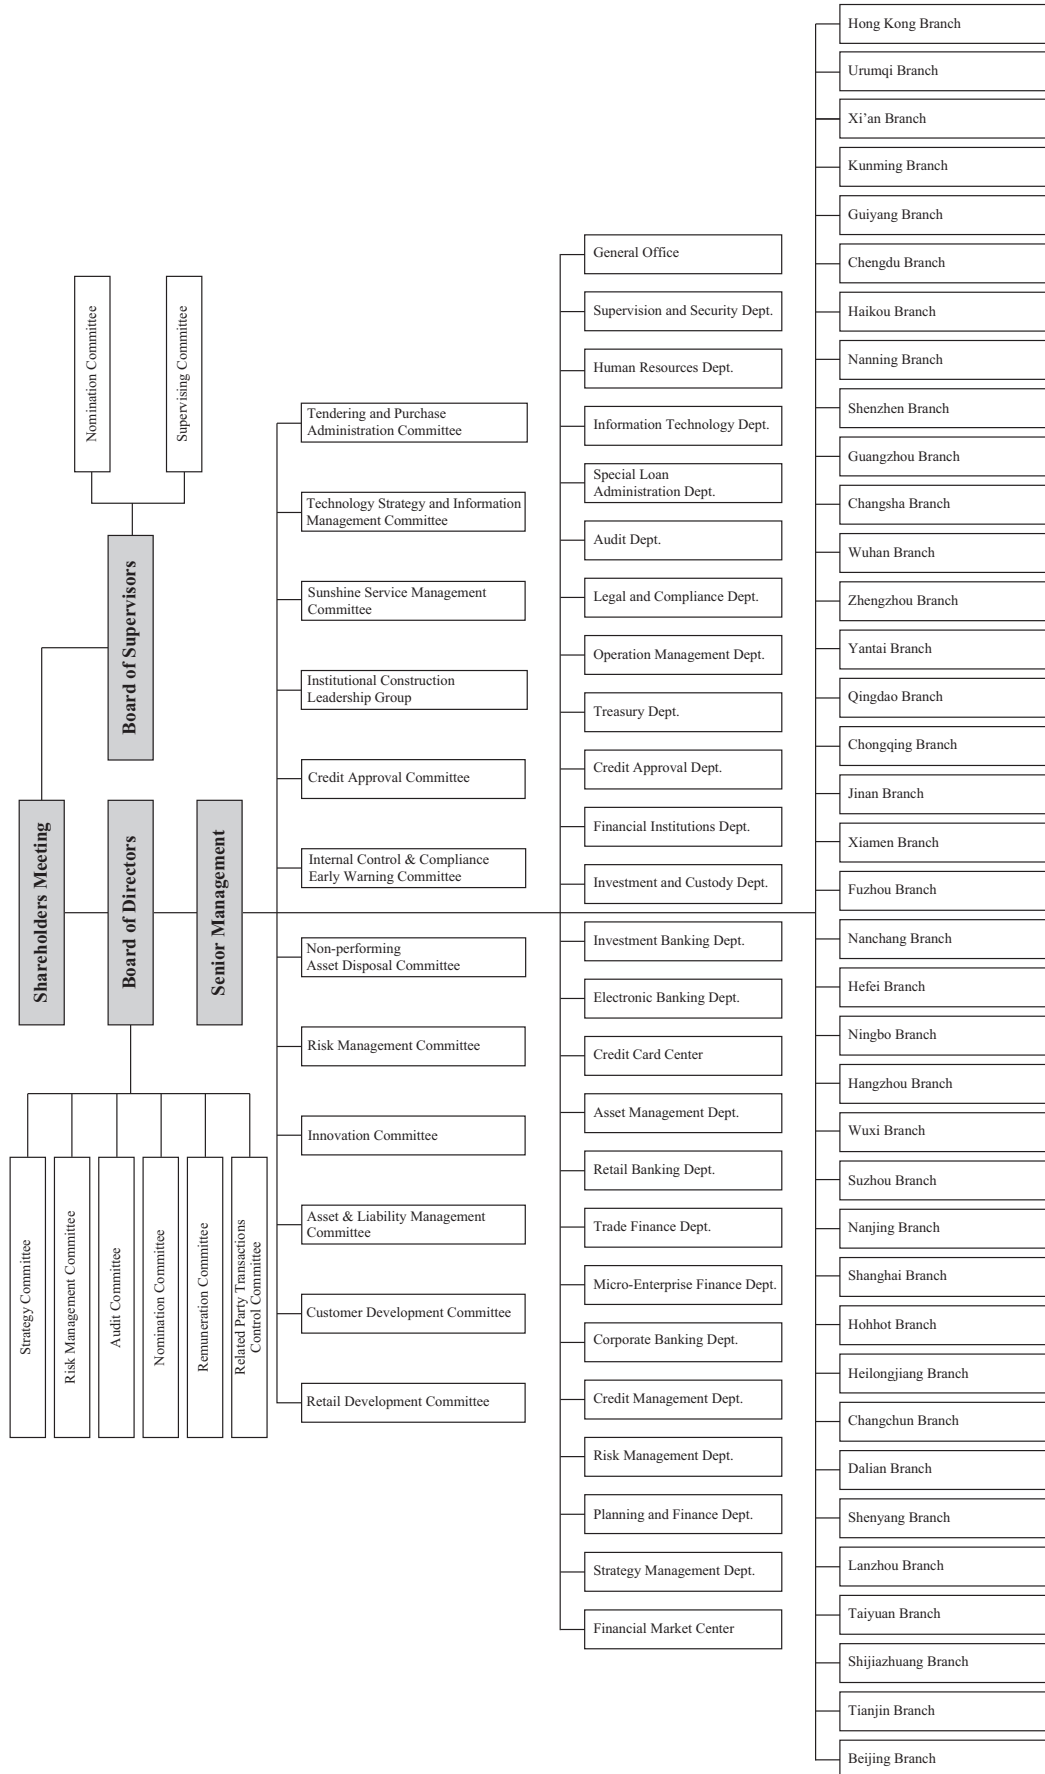 Shareholders Meeting
Board of Directors
Senior Management
Board of Supervisors
Nomination Committee
Supervising Committee
Strategy Committee
Risk Management Committee
Audit Committee
Nomination Committee
Remuneration Committee
Related Party Transactions
Control Committee
Tendering and Purchase
Administration Committee
Technology Strategy and Information
Management Committee
Sunshine Service Management
Committee
Institutional Construction
Leadership Group
Credit Approval Committee
Internal Control & Compliance
Early Warning Committee
Non-performing
Asset Disposal Committee
Risk Management Committee
Innovation Committee
Asset & Liability Management
Committee
Customer Development Committee
Retail Development Committee
General Office
Supervision and Security Dept.
Human Resources Dept.
Information Technology Dept.
Special Loan
Administration Dept.
Audit Dept.
Legal and Compliance Dept.
Operation Management Dept.
Treasury Dept.
Credit Approval Dept.
Financial Institutions Dept.
Investment and Custody Dept.
Investment Banking Dept.
Electronic Banking Dept.
Credit Card Center
Asset Management Dept.
Retail Banking Dept.
Trade Finance Dept.
Micro-Enterprise Finance Dept.
Corporate Banking Dept.
Credit Management Dept.
Risk Management Dept.
Planning and Finance Dept.
Strategy Management Dept.
Financial Market Center
Hong Kong Branch
Urumqi Branch
Xi’an Branch
Kunming Branch
Guiyang Branch
Chengdu Branch
Haikou Branch
Nanning Branch
Shenzhen Branch
Guangzhou Branch
Changsha Branch
Wuhan Branch
Zhengzhou Branch
Yantai Branch
Qingdao Branch
Chongqing Branch
Jinan Branch
Xiamen Branch
Fuzhou Branch
Nanchang Branch
Hefei Branch
Ningbo Branch
Hangzhou Branch
Wuxi Branch
Suzhou Branch
Nanjing Branch
Shanghai Branch
Hohhot Branch
Heilongjiang Branch
Changchun Branch
Dalian Branch
Shenyang Branch
Lanzhou Branch
Taiyuan Branch
Shijiazhuang Branch
Tianjin Branch
Beijing Branch